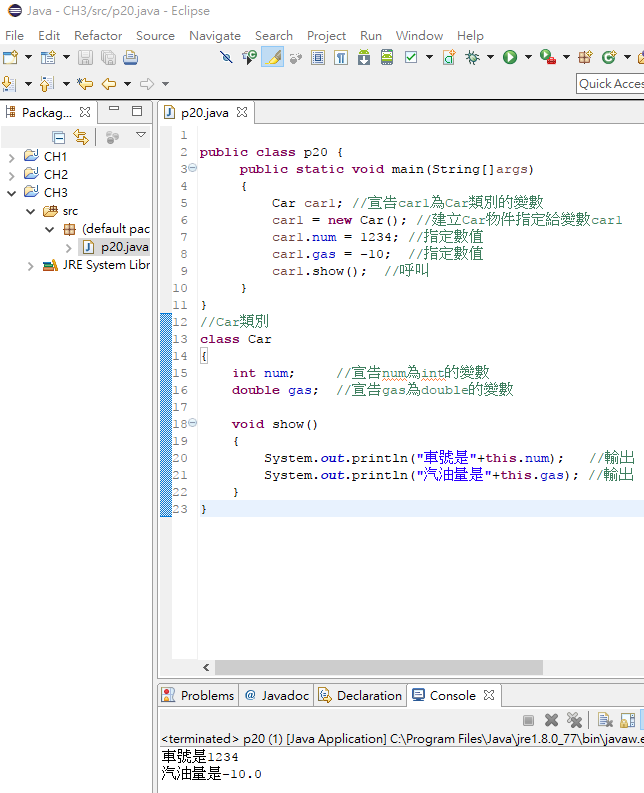 Java - CH3/src/p20.java - Eclipse
File Edit Refactor Source Navigate Search Project Run Window Help
Quick Acces
Packag...
p20.java
CH1
CH2
CH3
src
(default pac
p20.java
JRE System Libr
1
2 public class p20 {
3 public static void main(String[]args)
4 {
5 Car car1; //宣告car1為Car類別的變數
6 car1 = new Car(); //建立Car物件指定給變數car1
7 car1.num = 1234; //指定數值
8 car1.gas = -10; //指定數值
9 car1.show(); //呼叫
10 }
11 }
12 //Car類別
13 class Car
14 {
15 int num; //宣告num為int的變數
16 double gas; //宣告gas為double的變數
17
18 void show()
19 {
20 System.out.println("車號是"+this.num); //輸出
21 System.out.println("汽油量是"+this.gas); //輸出
22 }
23 }
Problems @ Javadoc Declaration Console
<terminated> p20 (1) [Java Application] C:\Program Files\Java\jre1.8.0_77\bin\javaw.e
車號是1234
汽油量是-10.0